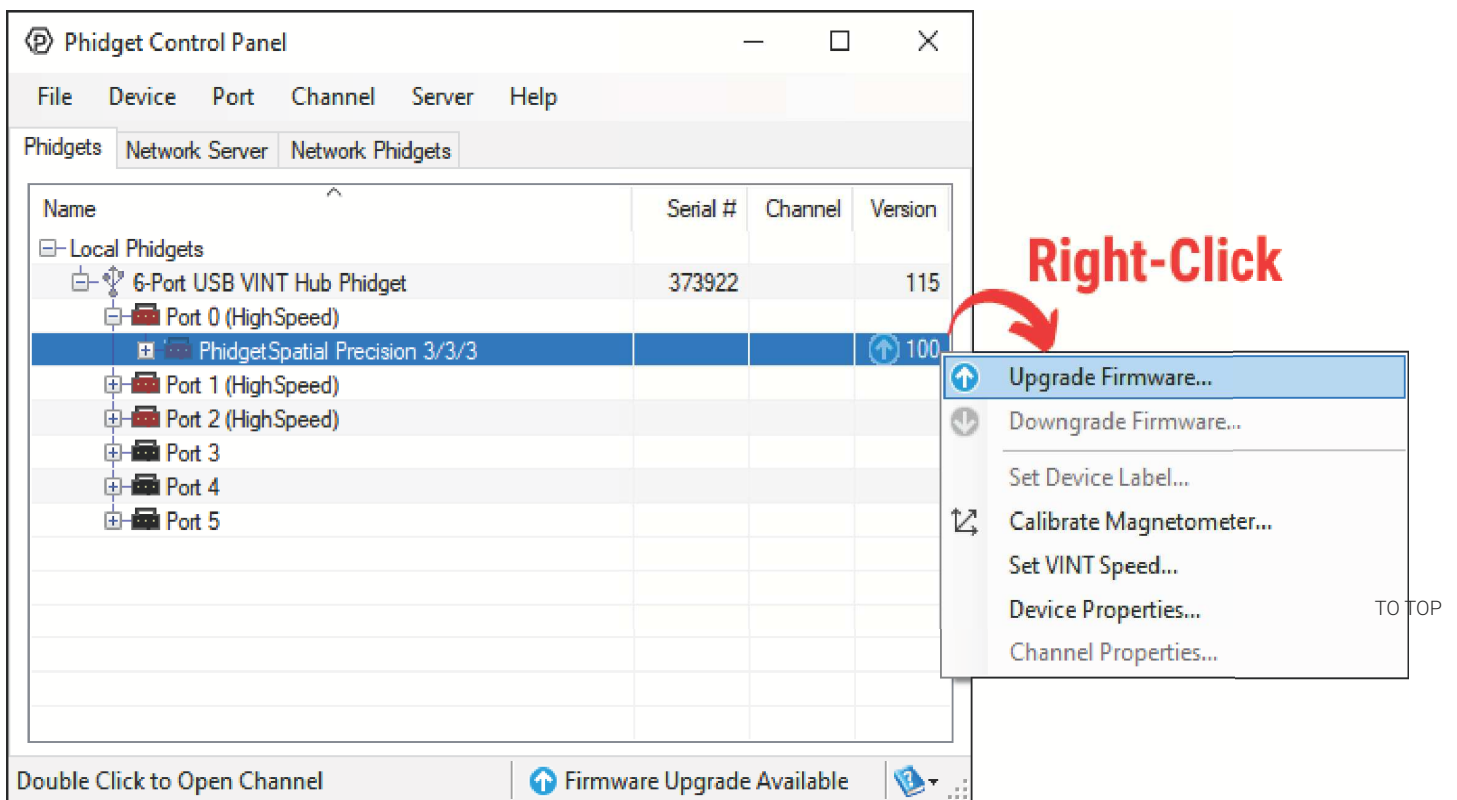 Phidget Control Panel
File Device Port Channel Server Help
Phidgets Network Server Network Phidgets
Name Serial # Channel Version
Local Phidgets
6-Port USB VINT Hub Phidget 373922 115
Port 0 (HighSpeed)
PhidgetSpatial Precision 3/3/3 100
Port 1 (HighSpeed)
Port 2 (HighSpeed)
Port 3
Port 4
Port 5
Right-Click
Upgrade Firmware...
Downgrade Firmware...
Set Device Label...
Calibrate Magnetometer...
Set VINT Speed...
Device Properties...
Channel Properties...
TO TOP
Double Click to Open Channel Firmware Upgrade Available